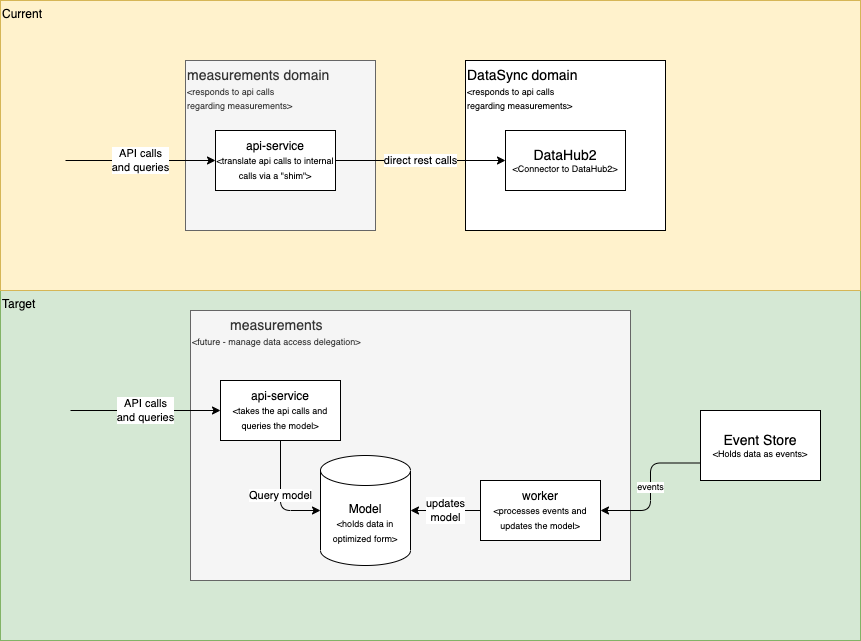 Current
measurements domain
<responds to api calls
regarding measurements>
DataSync domain
<responds to api calls
regarding measurements>
API calls
and queries
api-service
<translate api calls to internal
calls via a "shim">
direct rest calls
DataHub2
<Connector to DataHub2>
Target
measurements
<future - manage data access delegation>
API calls
and queries
api-service
<takes the api calls and
queries the model>
Event Store
<Holds data as events>
Query model
Model
<holds data in
optimized form>
updates
model
worker
<processes events and
updates the model>
events